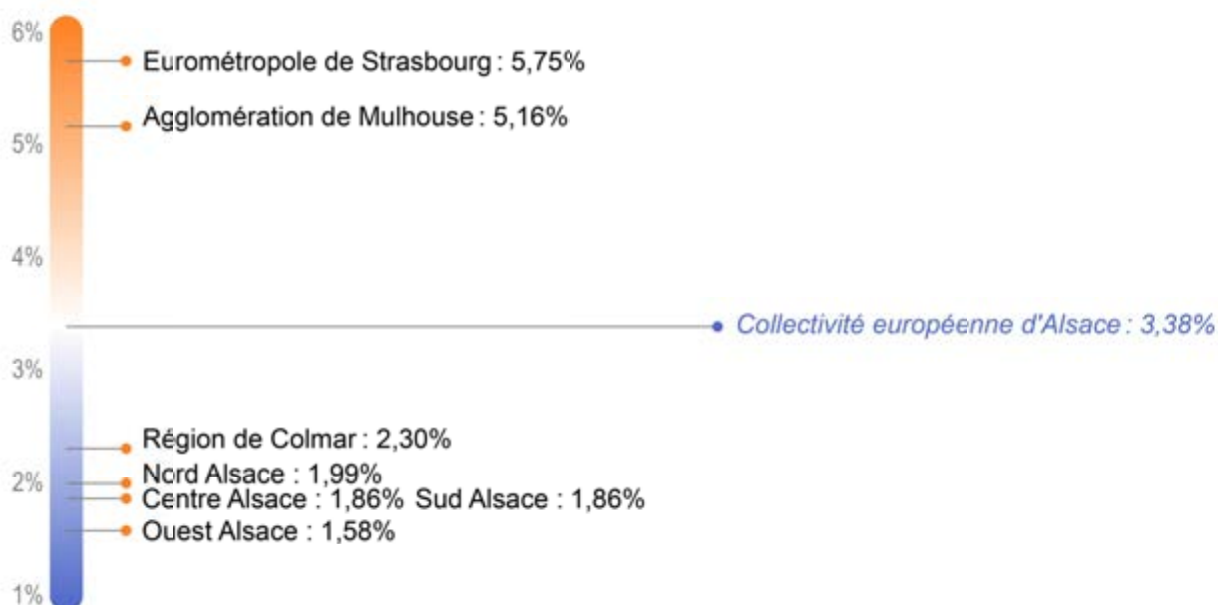 6%
Eurométropole de Strasbourg : 5,75%
Agglomération de Mulhouse : 5,16%
5%
4%
Collectivité européenne d'Alsace : 3,38%
3%
Région de Colmar : 2,30%
Nord Alsace : 1,99%
2%
Centre Alsace : 1,86% Sud Alsace : 1,86%
Ouest Alsace : 1,58%
1%